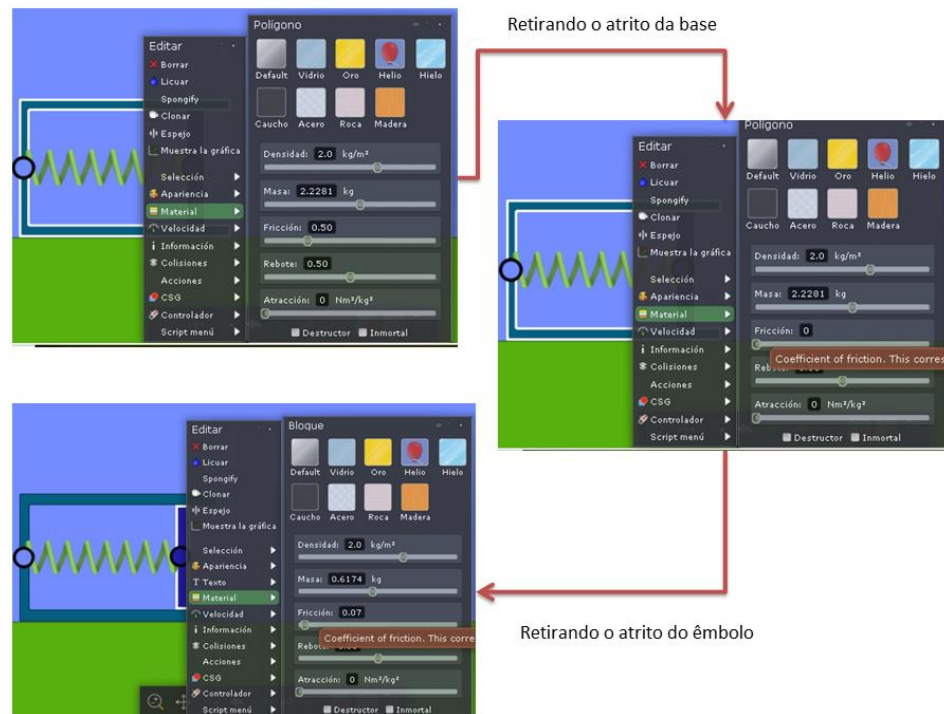 Retirando o atrito da base
Editar
Borrar
Licuar
Spongify
Clonar
Espejo
Muestra la gráfica
Selección
Apariencia
Material
Velocidad
Información
Colisiones
Acciones
CSG
Controlador
Script menú
Polígono
Default Vidrio Oro Helio Hielo
Caucho Acero Roca Madera
Densidad: 2.0 kg/m²
Masa: 2.2281 kg
Fricción: 0.50
Rebote: 0.50
Atracción: 0 Nm²/kg²
Destructor Inmortal
Editar
Borrar
Licuar
Spongify
Clonar
Espejo
Muestra la gráfica
Selección
Apariencia
Material
Velocidad
Información
Colisiones
Acciones
CSG
Controlador
Script menú
Polígono
Default Vidrio Oro Helio Hielo
Caucho Acero Roca Madera
Densidad: 2.0 kg/m²
Masa: 2.2281 kg
Fricción: 0
Coefficient of friction. This corres
Atracción: 0 Nm²/kg²
Destructor Inmortal
Editar
Borrar
Licuar
Spongify
Clonar
Espejo
Muestra la gráfica
Selección
Apariencia
Texto
Material
Velocidad
Información
Colisiones
Acciones
CSG
Controlador
Script menú
Bloque
Default Vidrio Oro Helio Hielo
Caucho Acero Roca Madera
Densidad: 2.0 kg/m²
Masa: 0.6174 kg
Fricción: 0.07
Coefficient of friction. This corre
Atracción: 0 Nm²/kg²
Destructor Inmortal
Retirando o atrito do êmbolo